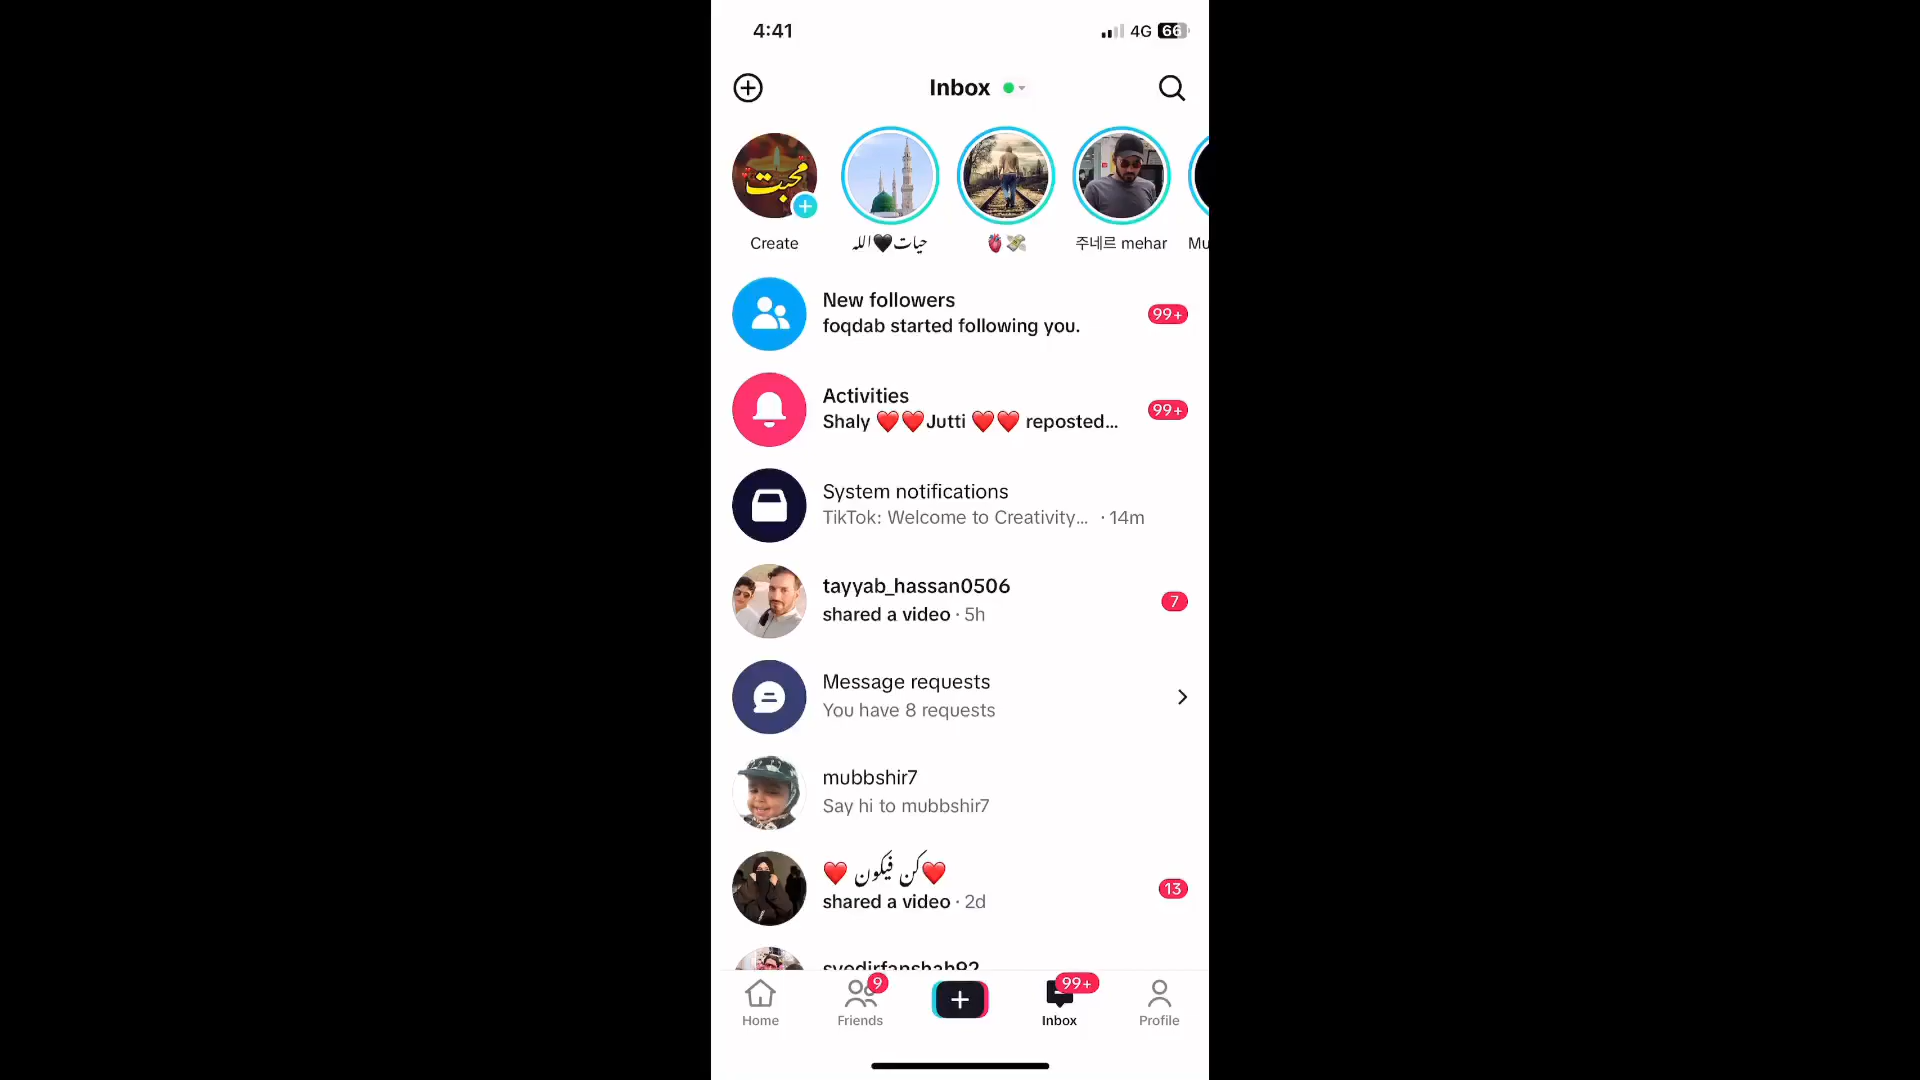 4:41
4G 66
Inbox
محبت
Create
حیات🖤اللہ
🫀💸
주네르 mehar
Mu
New followers
foqdab started following you.
99+
Activities
Shaly ❤️❤️Jutti ❤️❤️ reposted...
99+
System notifications
TikTok: Welcome to Creativity... · 14m
tayyab_hassan0506
shared a video · 5h
7
Message requests
You have 8 requests
mubbshir7
Say hi to mubbshir7
❤️کن فیکون ❤️
shared a video · 2d
13
syedirfanshah92
9
99+
Home
Friends
Inbox
Profile